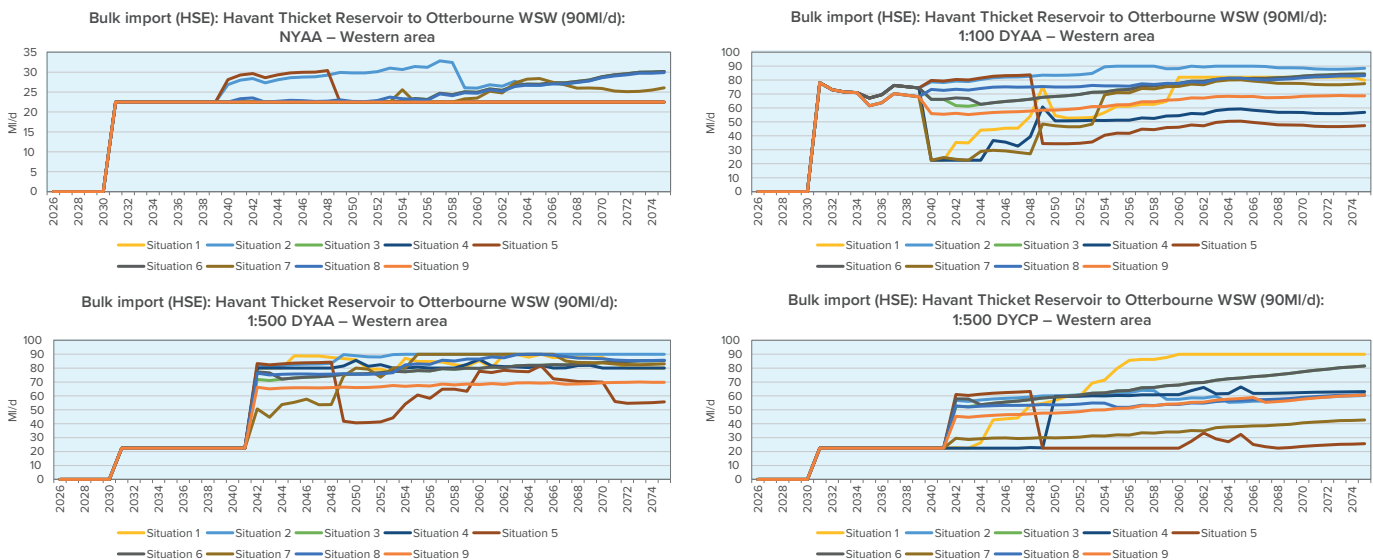 Bulk import (HSE): Havant Thicket Reservoir to Otterbourne WSW (90Ml/d):
NYAA – Western area
Ml/d
35
30
25
20
15
10
5
0
2026 2028 2030 2032 2034 2036 2038 2040 2042 2044 2046 2048 2050 2052 2054 2056 2058 2060 2062 2064 2066 2068 2070 2072 2074
Situation 1 Situation 2 Situation 3 Situation 4 Situation 5
Situation 6 Situation 7 Situation 8 Situation 9
Bulk import (HSE): Havant Thicket Reservoir to Otterbourne WSW (90Ml/d):
1:100 DYAA – Western area
Ml/d
100
90
80
70
60
50
40
30
20
10
0
2026 2028 2030 2032 2034 2036 2038 2040 2042 2044 2046 2048 2050 2052 2054 2056 2058 2060 2062 2064 2066 2068 2070 2072 2074
Situation 1 Situation 2 Situation 3 Situation 4 Situation 5
Situation 6 Situation 7 Situation 8 Situation 9
Bulk import (HSE): Havant Thicket Reservoir to Otterbourne WSW (90Ml/d):
1:500 DYAA – Western area
Ml/d
100
90
80
70
60
50
40
30
20
10
0
2026 2028 2030 2032 2034 2036 2038 2040 2042 2044 2046 2048 2050 2052 2054 2056 2058 2060 2062 2064 2066 2068 2070 2072 2074
Situation 1 Situation 2 Situation 3 Situation 4 Situation 5
Situation 6 Situation 7 Situation 8 Situation 9
Bulk import (HSE): Havant Thicket Reservoir to Otterbourne WSW (90Ml/d):
1:500 DYCP – Western area
Ml/d
100
90
80
70
60
50
40
30
20
10
0
2026 2028 2030 2032 2034 2036 2038 2040 2042 2044 2046 2048 2050 2052 2054 2056 2058 2060 2062 2064 2066 2068 2070 2072 2074
Situation 1 Situation 2 Situation 3 Situation 4 Situation 5
Situation 6 Situation 7 Situation 8 Situation 9